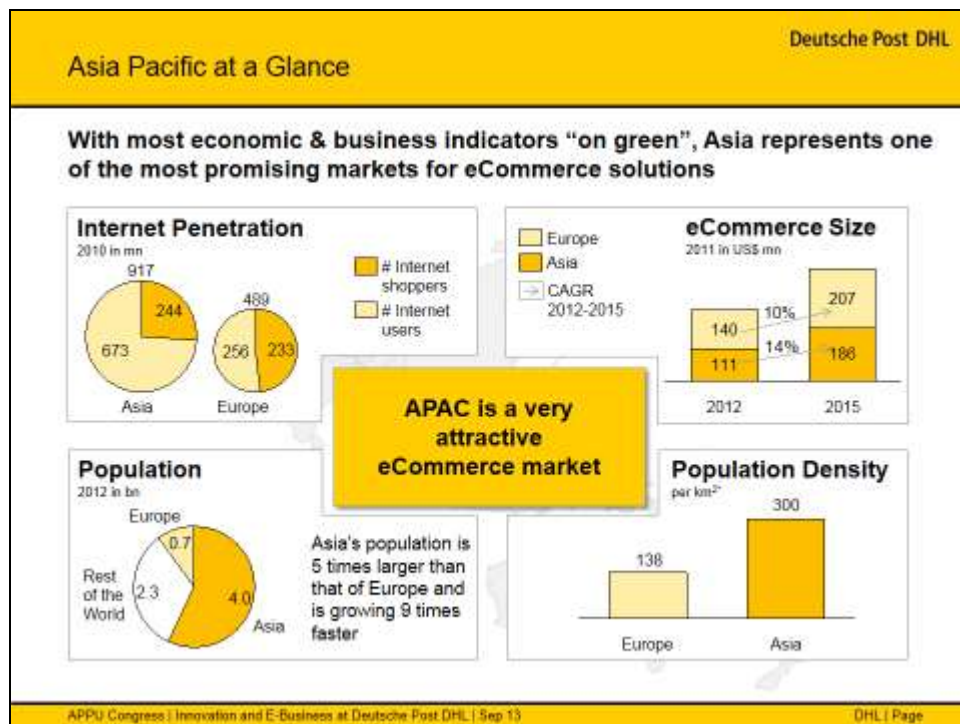 Deutsche Post DHL
Asia Pacific at a Glance
With most economic & business indicators “on green”, Asia represents one
of the most promising markets for eCommerce solutions
Internet Penetration
2010 in mn
917
244
673
Asia
489
256
233
Europe
# Internet
shoppers
# Internet
users
Europe
Asia
CAGR
2012-2015
eCommerce Size
2011 in US$ mn
140
111
10%
14%
207
186
2012
2015
APAC is a very
attractive
eCommerce market
Population
2012 in bn
Europe
0.7
Rest
of the
World
2.3
4.0
Asia
Asia's population is
5 times larger than
that of Europe and
is growing 9 times
faster
Population Density
per km²*
138
300
Europe
Asia
APPU Congress | Innovation and E-Business at Deutsche Post DHL | Sep 13
DHL | Page